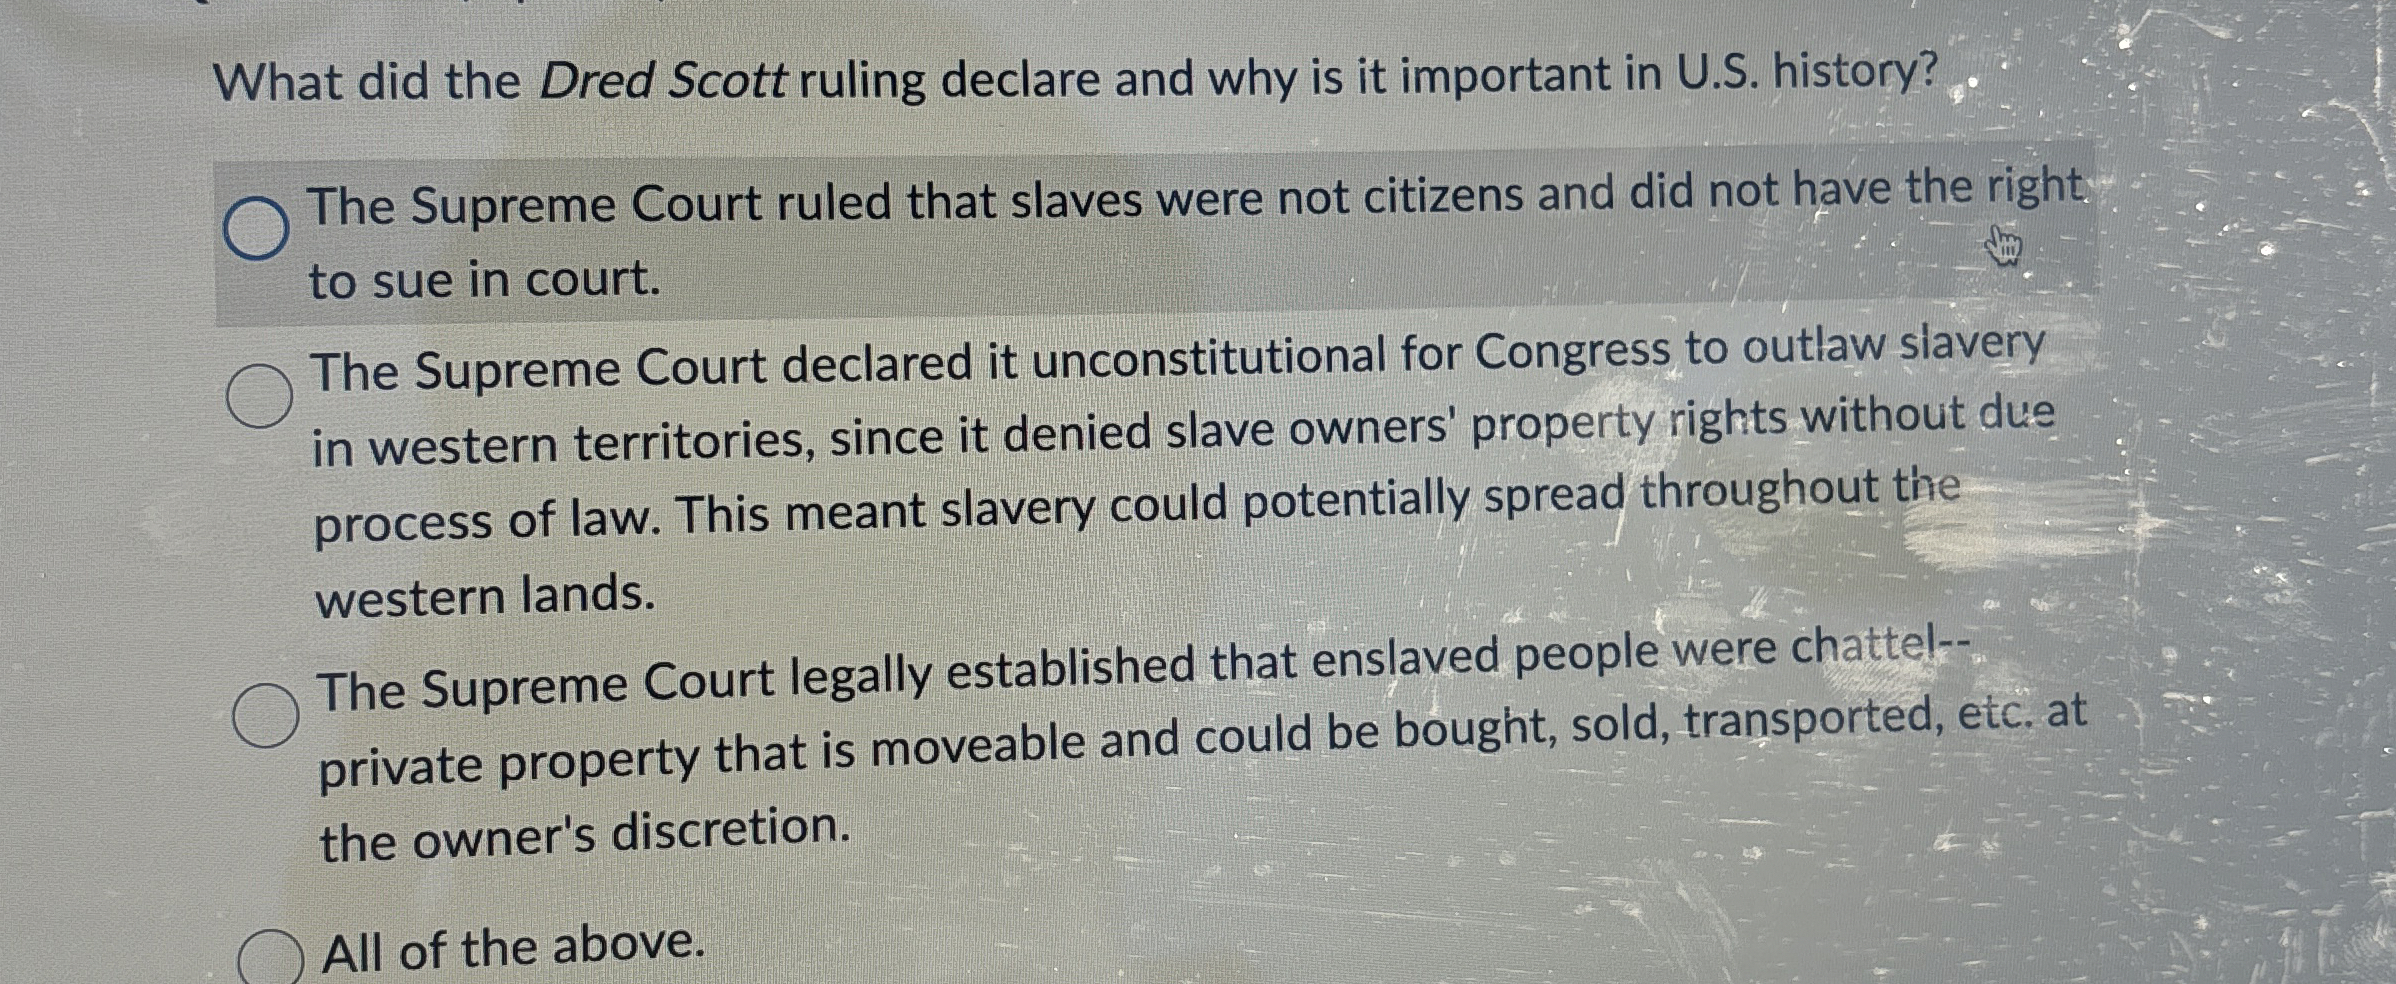 What did the Dred Scott ruling declare and why is it important in U.S. history?
The Supreme Court ruled that slaves were not citizens and did not have the right
to sue in court.
The Supreme Court declared it unconstitutional for Congress to outlaw slavery
in western territories, since it denied slave owners' property rights without due
process of law. This meant slavery could potentially spread throughout the
western lands.
The Supreme Court legally established that enslaved people were chattel--
private property that is moveable and could be bought, sold, transported, etc. at
the owner's discretion.
All of the above.